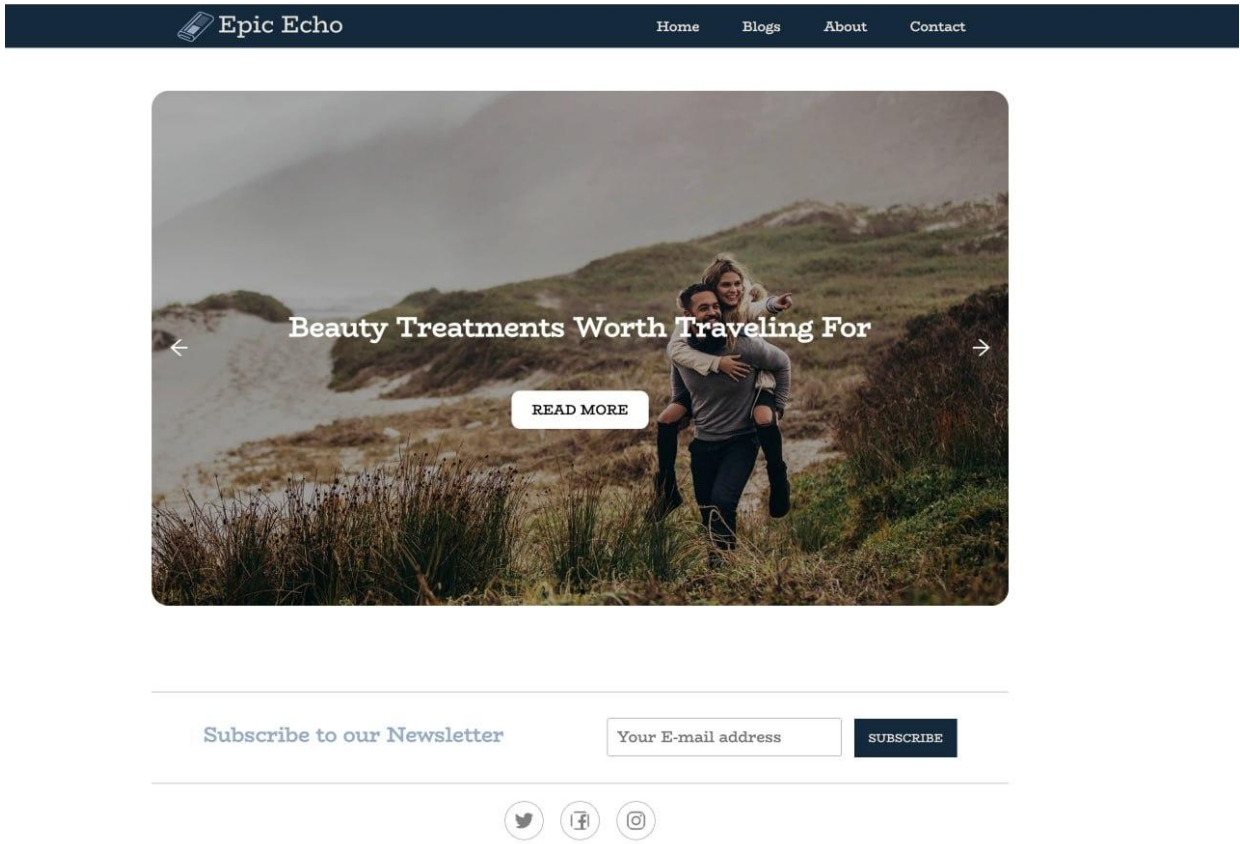 Epic Echo
Home Blogs About Contact
Beauty Treatments Worth Traveling For
READ MORE
Subscribe to our Newsletter
Your E-mail address
SUBSCRIBE